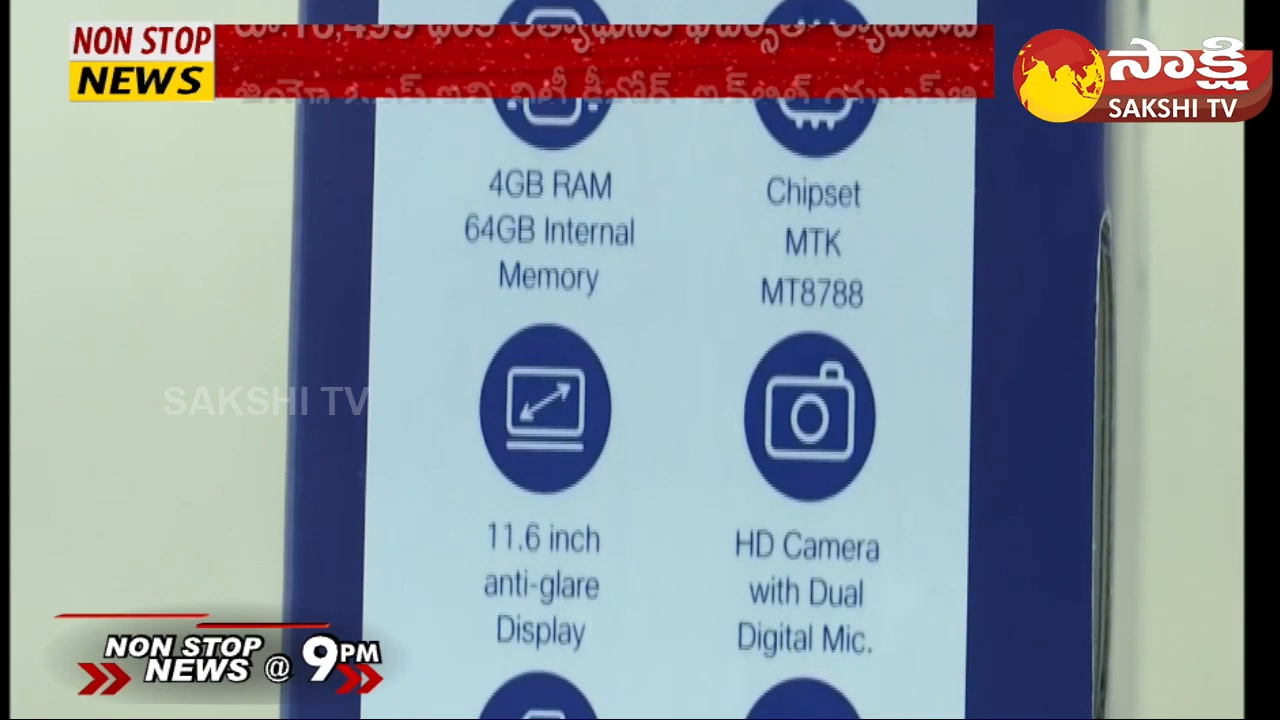 NON STOP
NEWS
సాక్షి
SAKSHI TV
4GB RAM
64GB Internal
Memory
Chipset
MTK
MT8788
SAKSHI TV
11.6 inch
anti-glare
Display
HD Camera
with Dual
Digital Mic.
NON STOP
NEWS @ 9PM